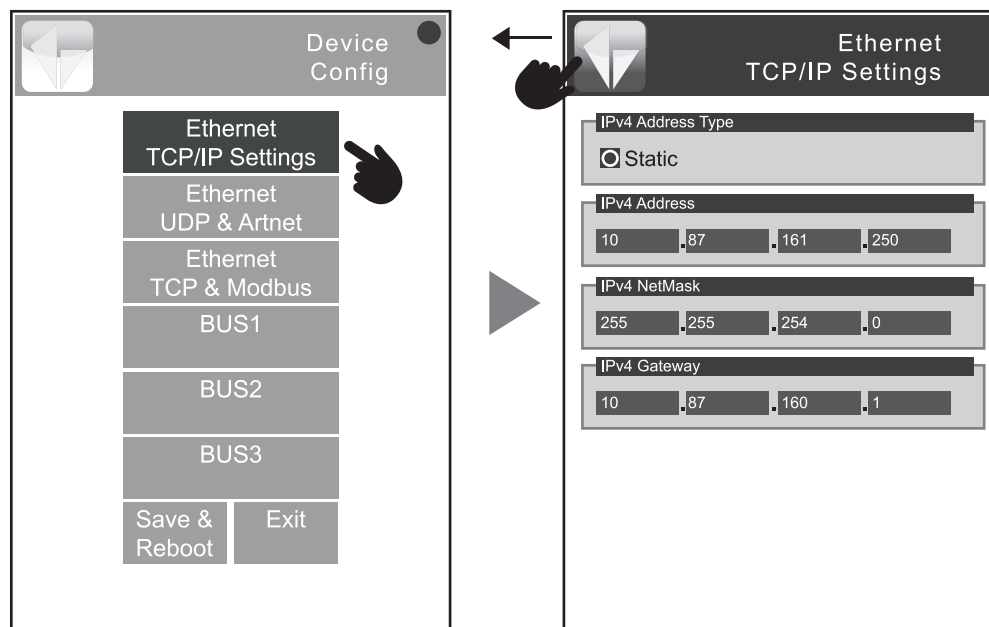 Device
Config
Ethernet
TCP/IP Settings
Ethernet
UDP & Artnet
Ethernet
TCP & Modbus
BUS1
BUS2
BUS3
Save &
Reboot
Exit
Ethernet
TCP/IP Settings
IPv4 Address Type
Static
IPv4 Address
10 .87 .161 .250
IPv4 NetMask
255 .255 .254 .0
IPv4 Gateway
10 .87 .160 .1